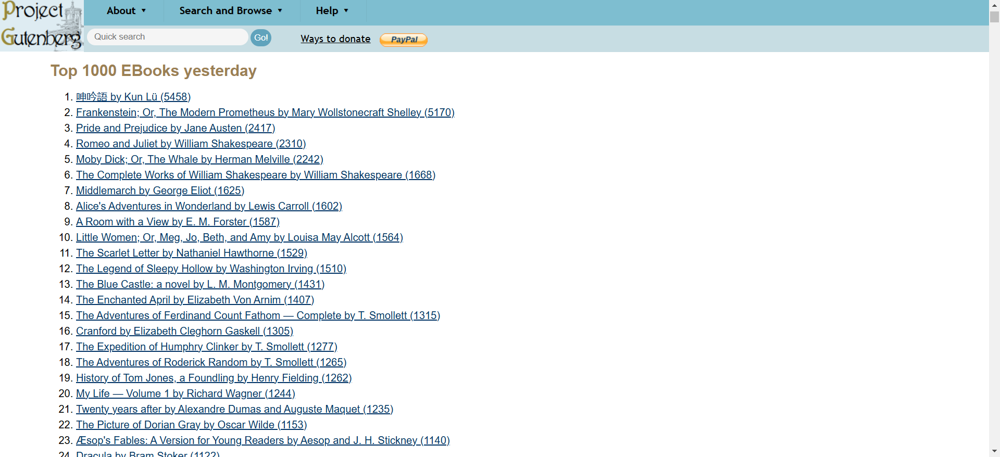 Project
Gutenberg
About ▼
Search and Browse ▼
Help ▼
Quick search
Go!
Ways to donate
PayPal
Top 1000 EBooks yesterday
1. 呻吟語 by Kun Lü (5458)
2. Frankenstein; Or, The Modern Prometheus by Mary Wollstonecraft Shelley (5170)
3. Pride and Prejudice by Jane Austen (2417)
4. Romeo and Juliet by William Shakespeare (2310)
5. Moby Dick; Or, The Whale by Herman Melville (2242)
6. The Complete Works of William Shakespeare by William Shakespeare (1668)
7. Middlemarch by George Eliot (1625)
8. Alice's Adventures in Wonderland by Lewis Carroll (1602)
9. A Room with a View by E. M. Forster (1587)
10. Little Women; Or, Meg, Jo, Beth, and Amy by Louisa May Alcott (1564)
11. The Scarlet Letter by Nathaniel Hawthorne (1529)
12. The Legend of Sleepy Hollow by Washington Irving (1510)
13. The Blue Castle: a novel by L. M. Montgomery (1431)
14. The Enchanted April by Elizabeth Von Arnim (1407)
15. The Adventures of Ferdinand Count Fathom — Complete by T. Smollett (1315)
16. Cranford by Elizabeth Cleghorn Gaskell (1305)
17. The Expedition of Humphry Clinker by T. Smollett (1277)
18. The Adventures of Roderick Random by T. Smollett (1265)
19. History of Tom Jones, a Foundling by Henry Fielding (1262)
20. My Life — Volume 1 by Richard Wagner (1244)
21. Twenty years after by Alexandre Dumas and Auguste Maquet (1235)
22. The Picture of Dorian Gray by Oscar Wilde (1153)
23. Æsop's Fables: A Version for Young Readers by Aesop and J. H. Stickney (1140)
24. Dracula by Bram Stoker (1122)